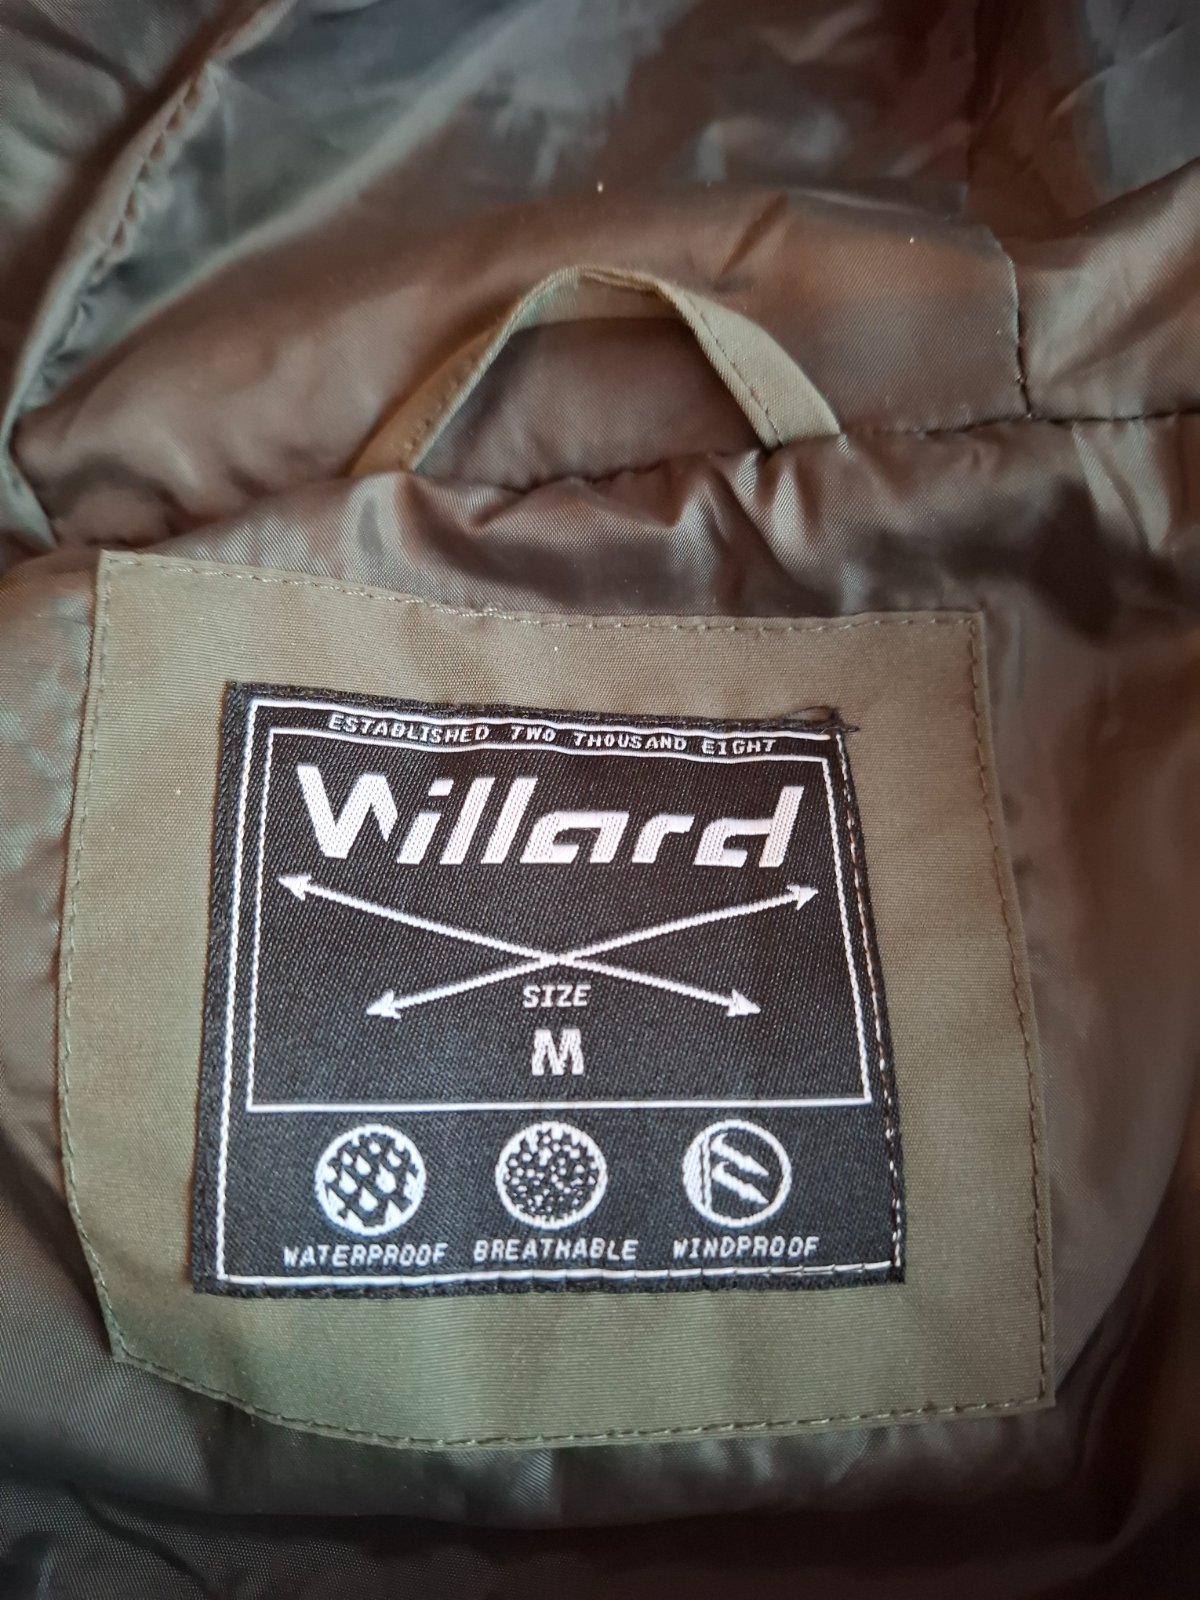 ESTABLISHED TWO THOUSAND EIGHT
Willard
SIZE
M
WATERPROOF BREATHABLE WINDPROOF